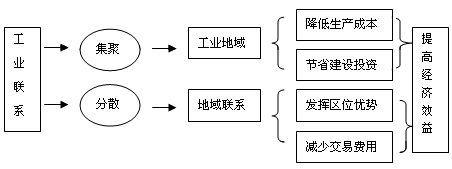 工业联系
集聚
工业地域
降低生产成本
节省建设投资
分散
地域联系
发挥区位优势
减少交易费用
提高经济效益